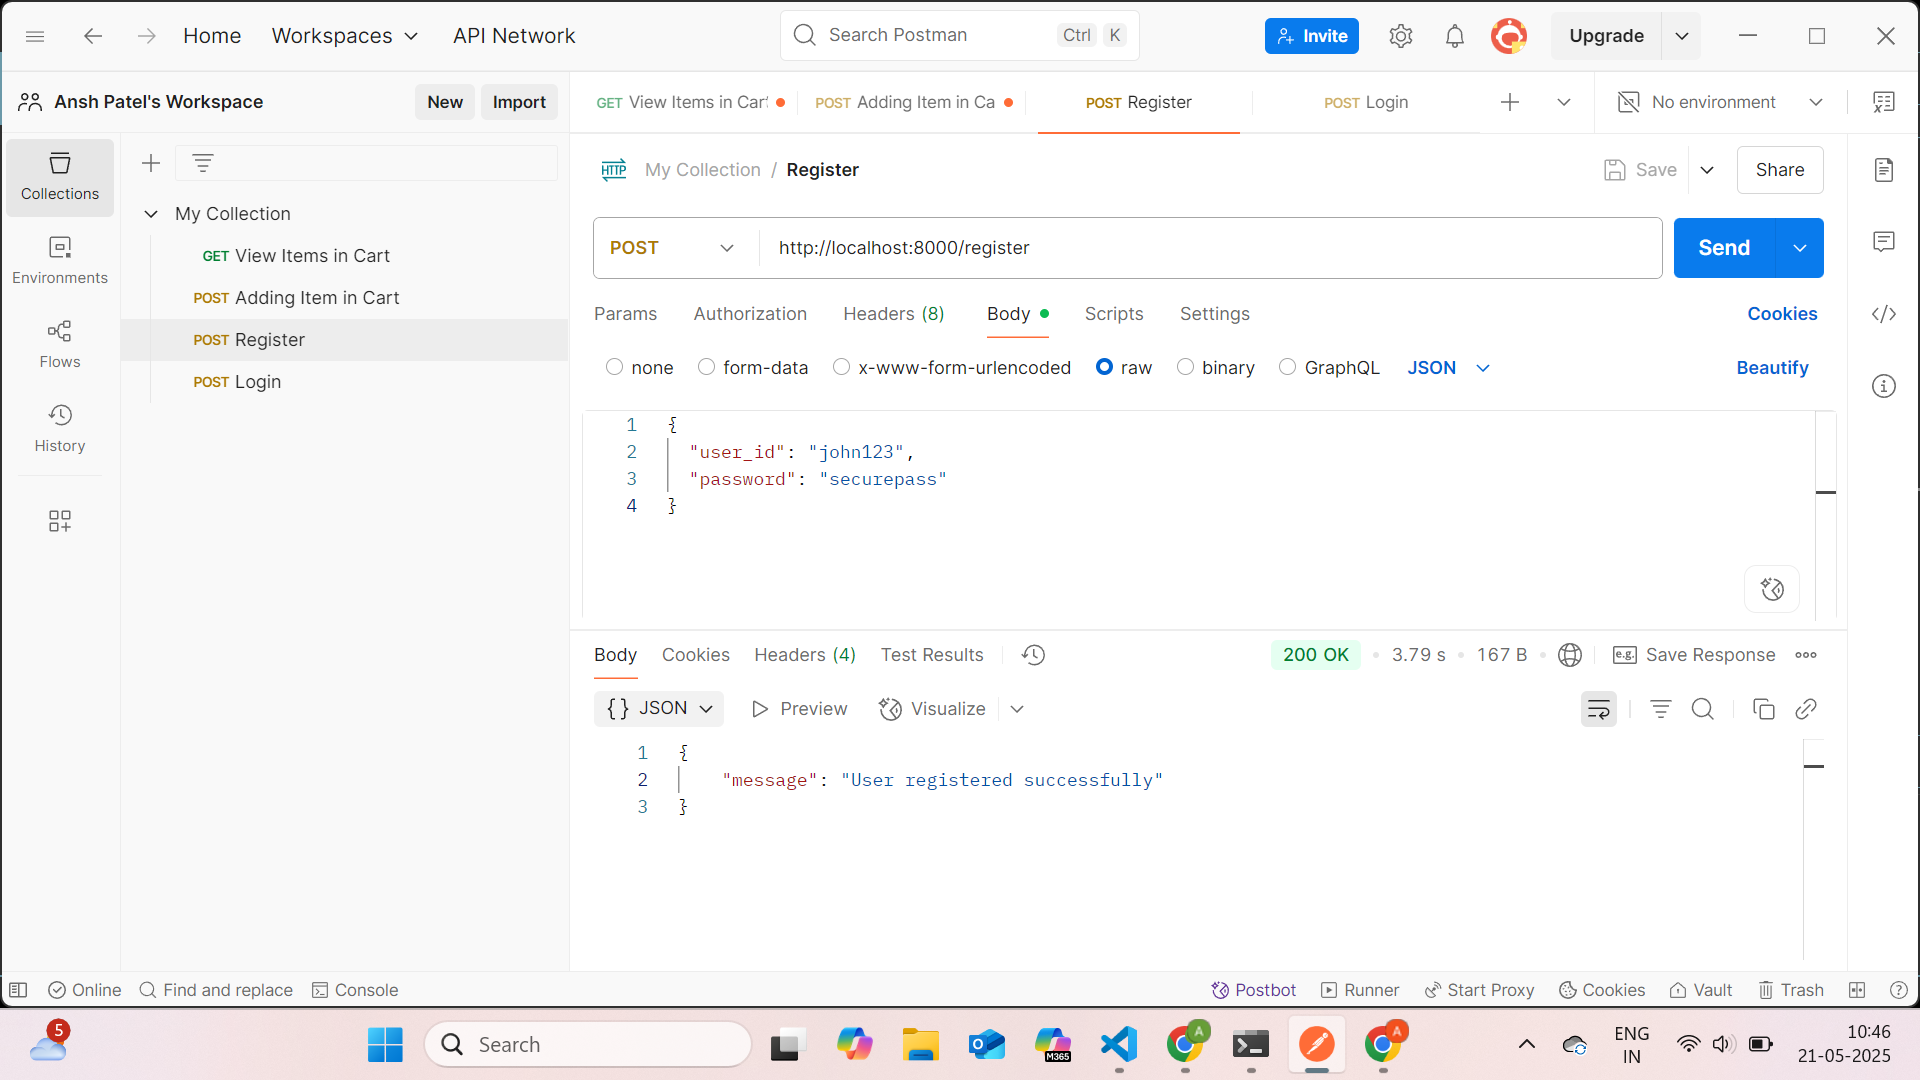 Home
Workspaces
API Network
Search Postman
Ctrl
K
Invite
Upgrade
Ansh Patel's Workspace
New
Import
GET View Items in Car
POST Adding Item in Ca
POST Register
POST Login
No environment
Collections
Environments
Flows
History
My Collection
GET View Items in Cart
POST Adding Item in Cart
POST Register
POST Login
HTTP
My Collection / Register
Save
Share
POST
http://localhost:8000/register
Send
Params
Authorization
Headers (8)
Body
Scripts
Settings
Cookies
none
form-data
x-www-form-urlencoded
raw
binary
GraphQL
JSON
Beautify
1 {
2 "user_id": "john123",
3 "password": "securepass"
4 }
Body
Cookies
Headers (4)
Test Results
200 OK
3.79 s
167 B
e.g.
Save Response
{} JSON
Preview
Visualize
1 {
2 "message": "User registered successfully"
3 }
Online
Find and replace
Console
Postbot
Runner
Start Proxy
Cookies
Vault
Trash
5
Search
M365
A
A
ENG
IN
10:46
21-05-2025